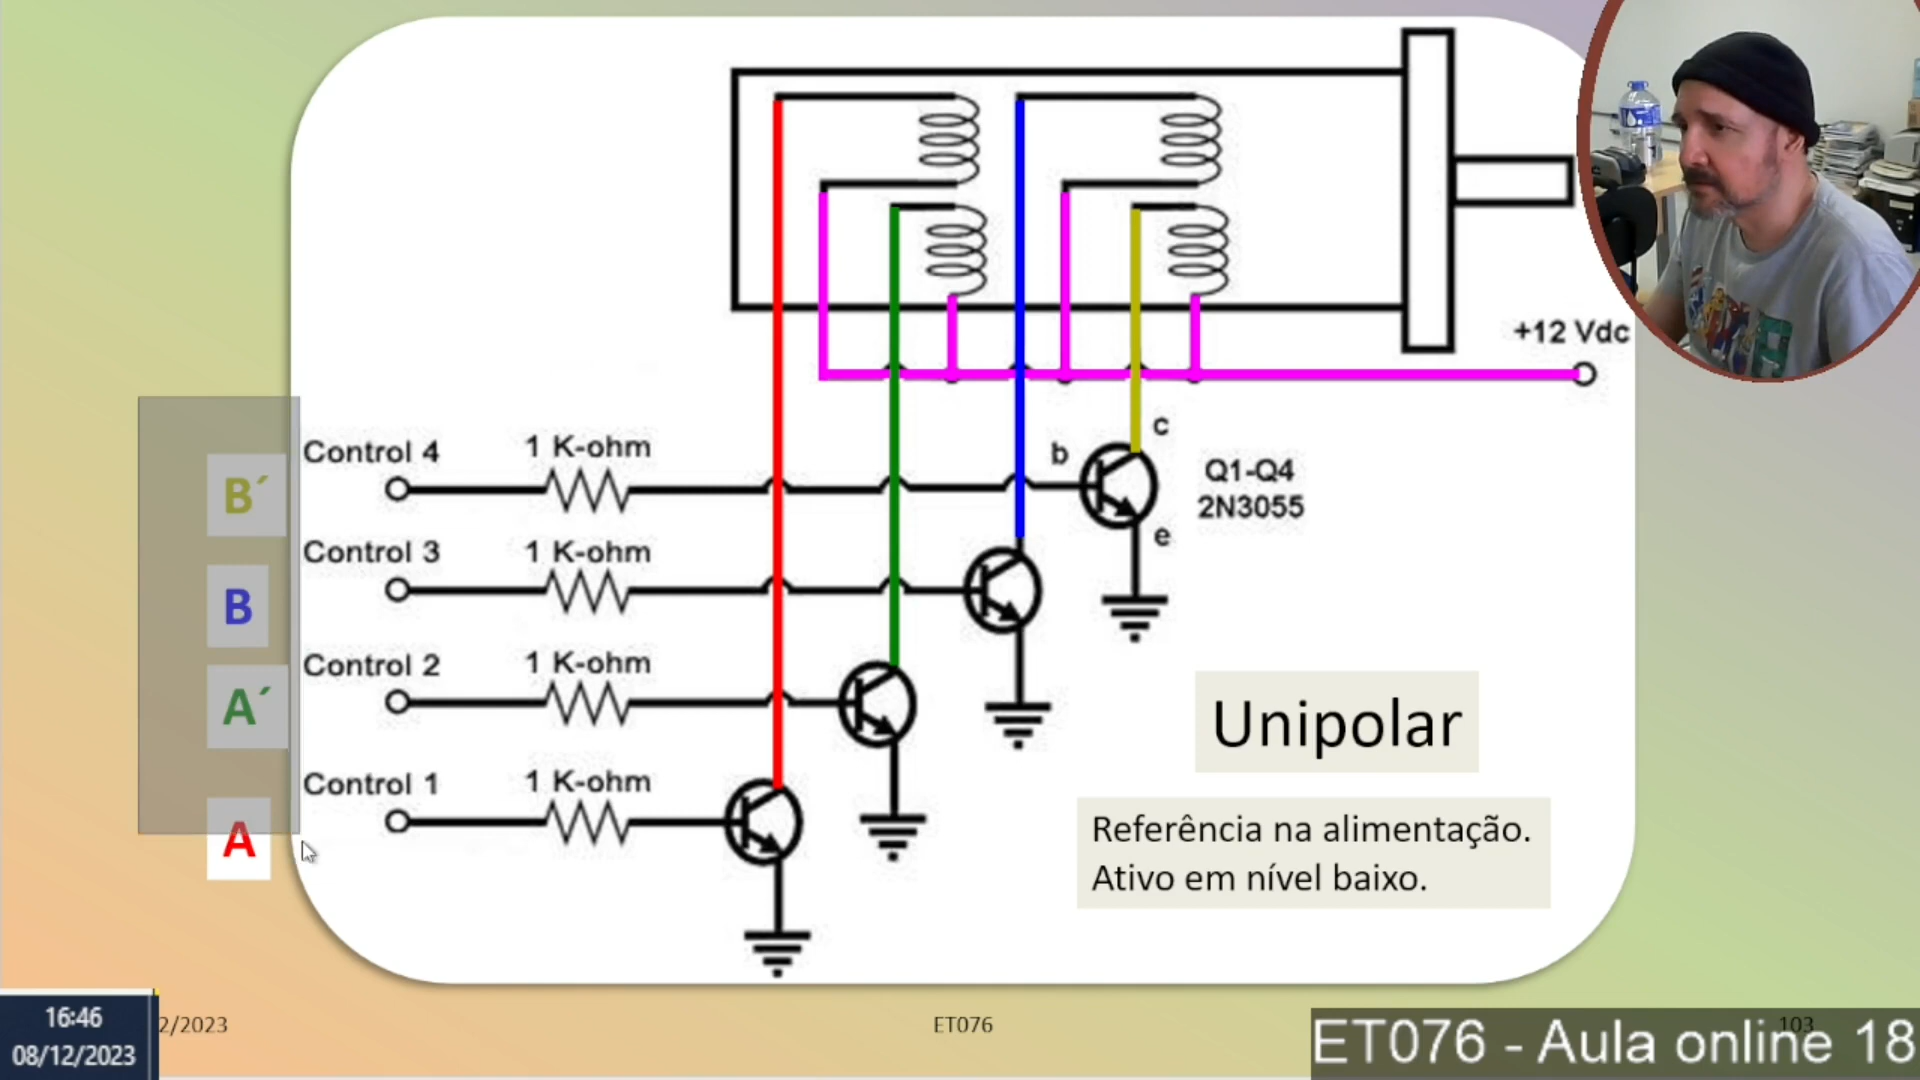 +12 Vdc
Control 4
1 K-ohm
b
c
e
Q1-Q4
2N3055
B´
Control 3
1 K-ohm
B
Control 2
1 K-ohm
A´
Control 1
1 K-ohm
A
Unipolar
Referência na alimentação.
Ativo em nível baixo.
16:46
08/12/2023
2/2023
ET076
103
ET076 - Aula online 18